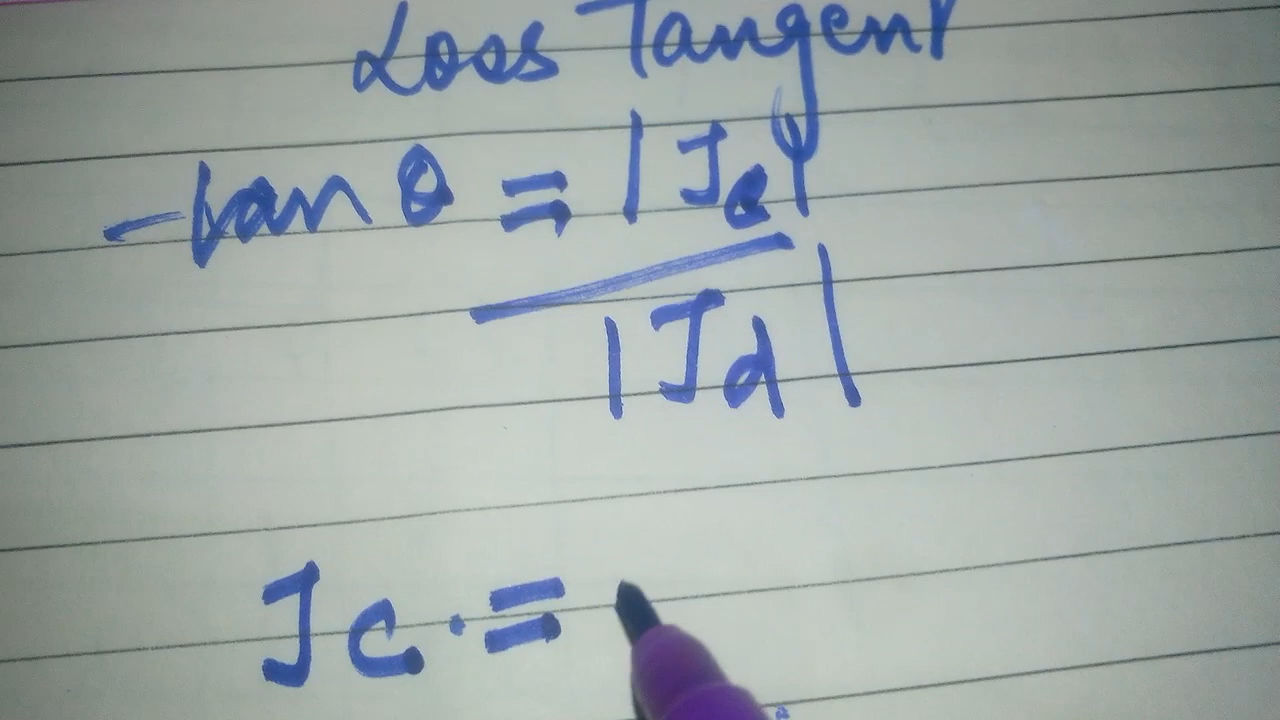 Loss Tangent
tan θ = |Jc|
|Jd|
Jc =